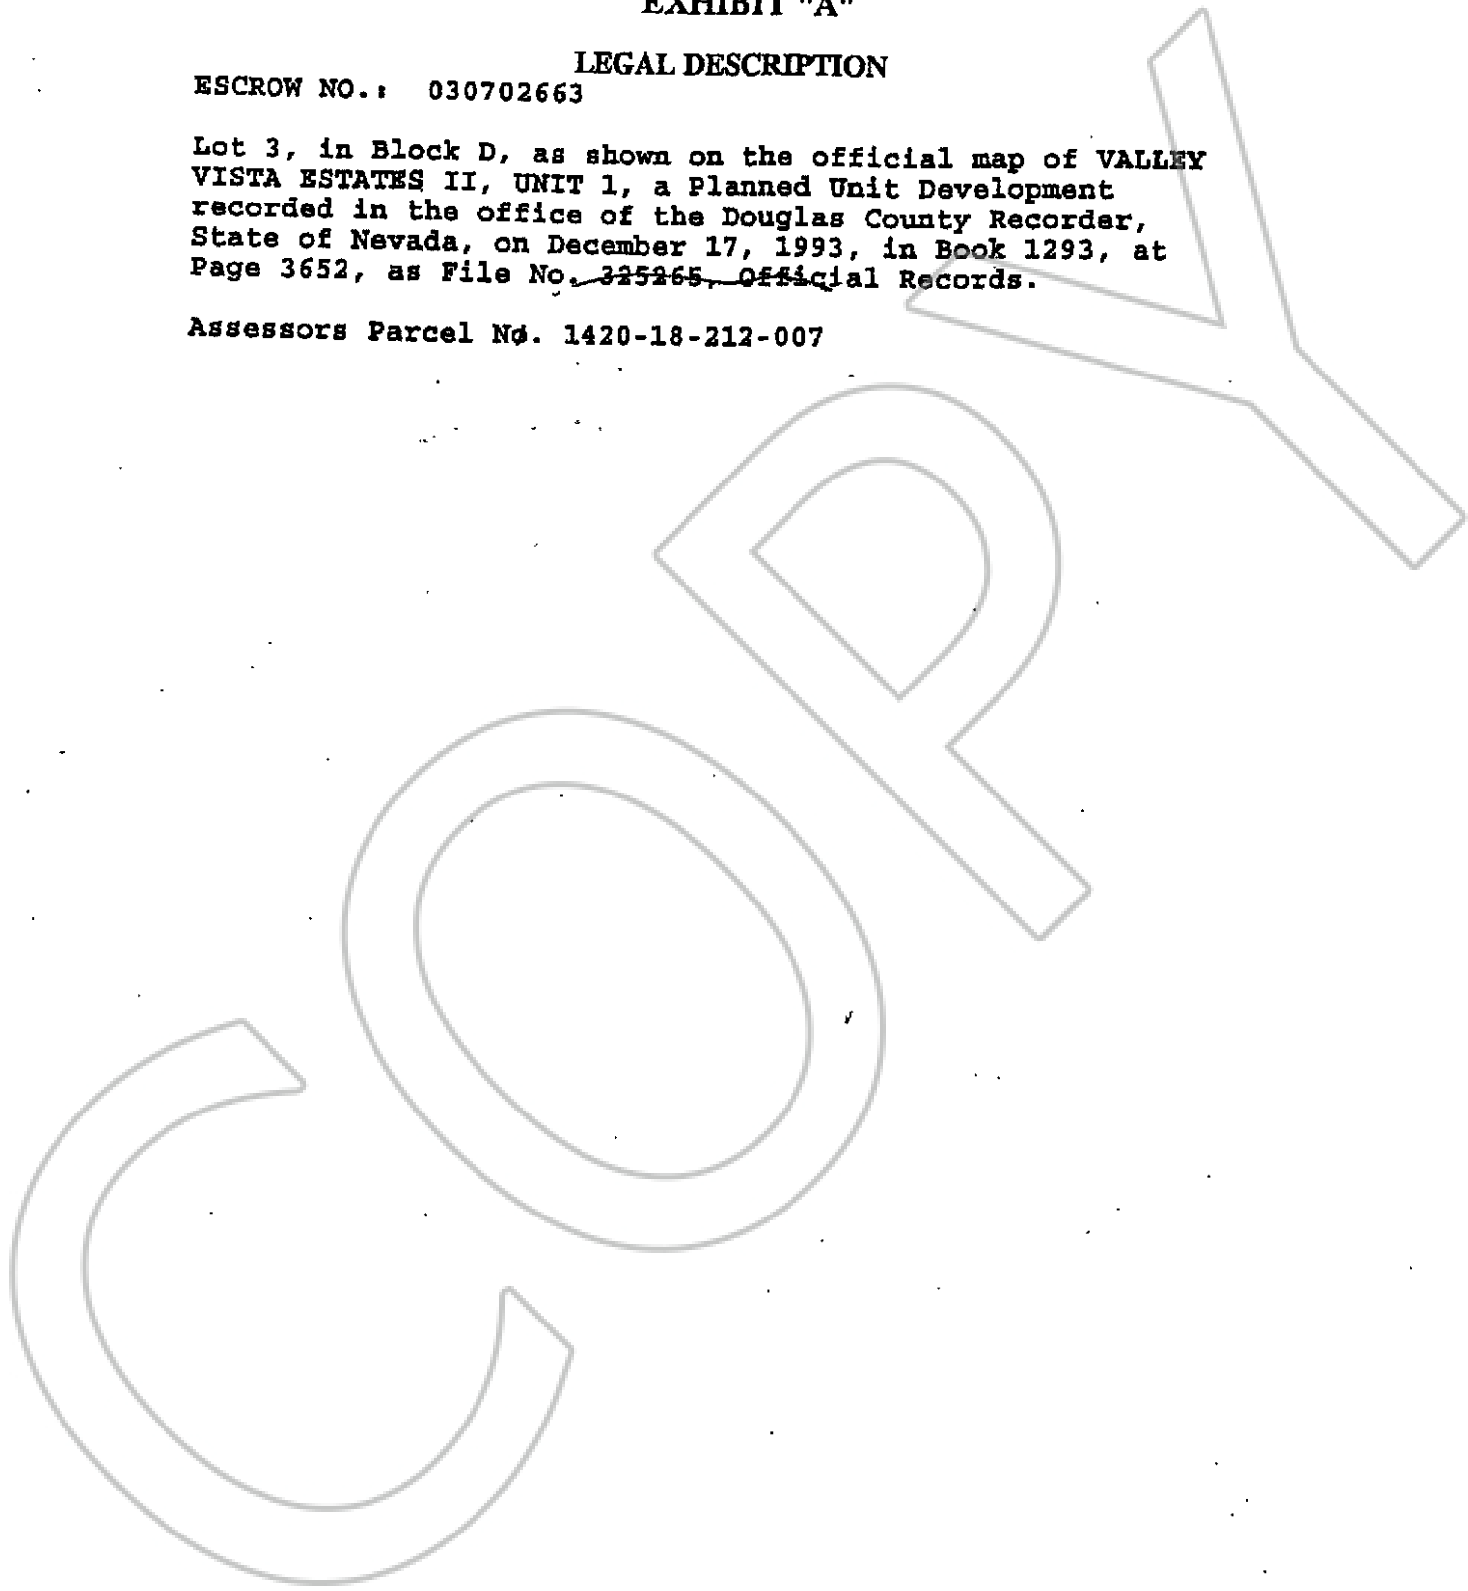 EXHIBIT "A"
LEGAL DESCRIPTION
ESCROW NO.: 030702663
Lot 3, in Block D, as shown on the official map of VALLEY
VISTA ESTATES II, UNIT 1, a Planned Unit Development
recorded in the office of the Douglas County Recorder,
State of Nevada, on December 17, 1993, in Book 1293, at
Page 3652, as File No. 325265, Official Records.
Assessors Parcel No. 1420-18-212-007
COPY